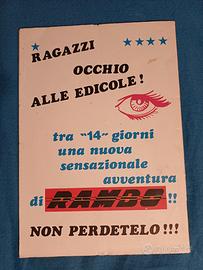 RAGAZZI
OCCHIO
ALLE EDICOLE!
tra "14" giorni
una nuova
sensazionale
avventura
di RAMBO!!
NON PERDETELO!!!